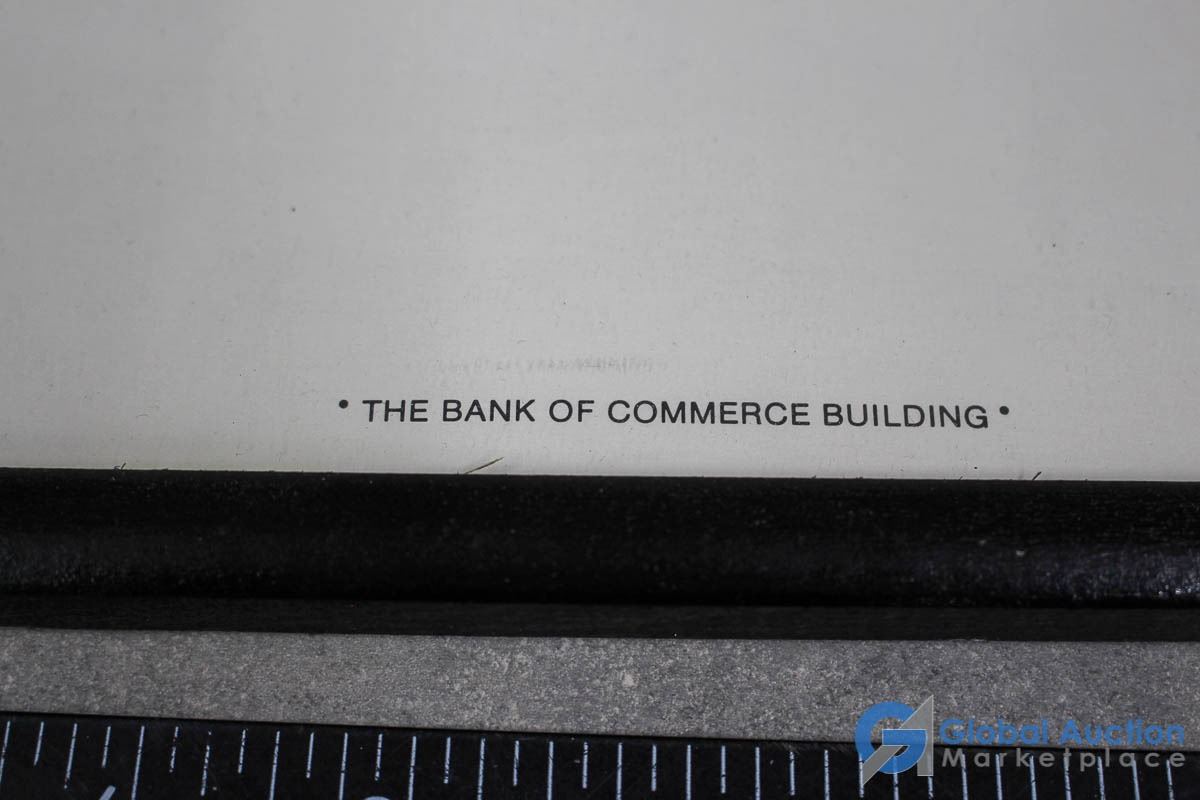 • THE BANK OF COMMERCE BUILDING •
Global Auction
Marketplace